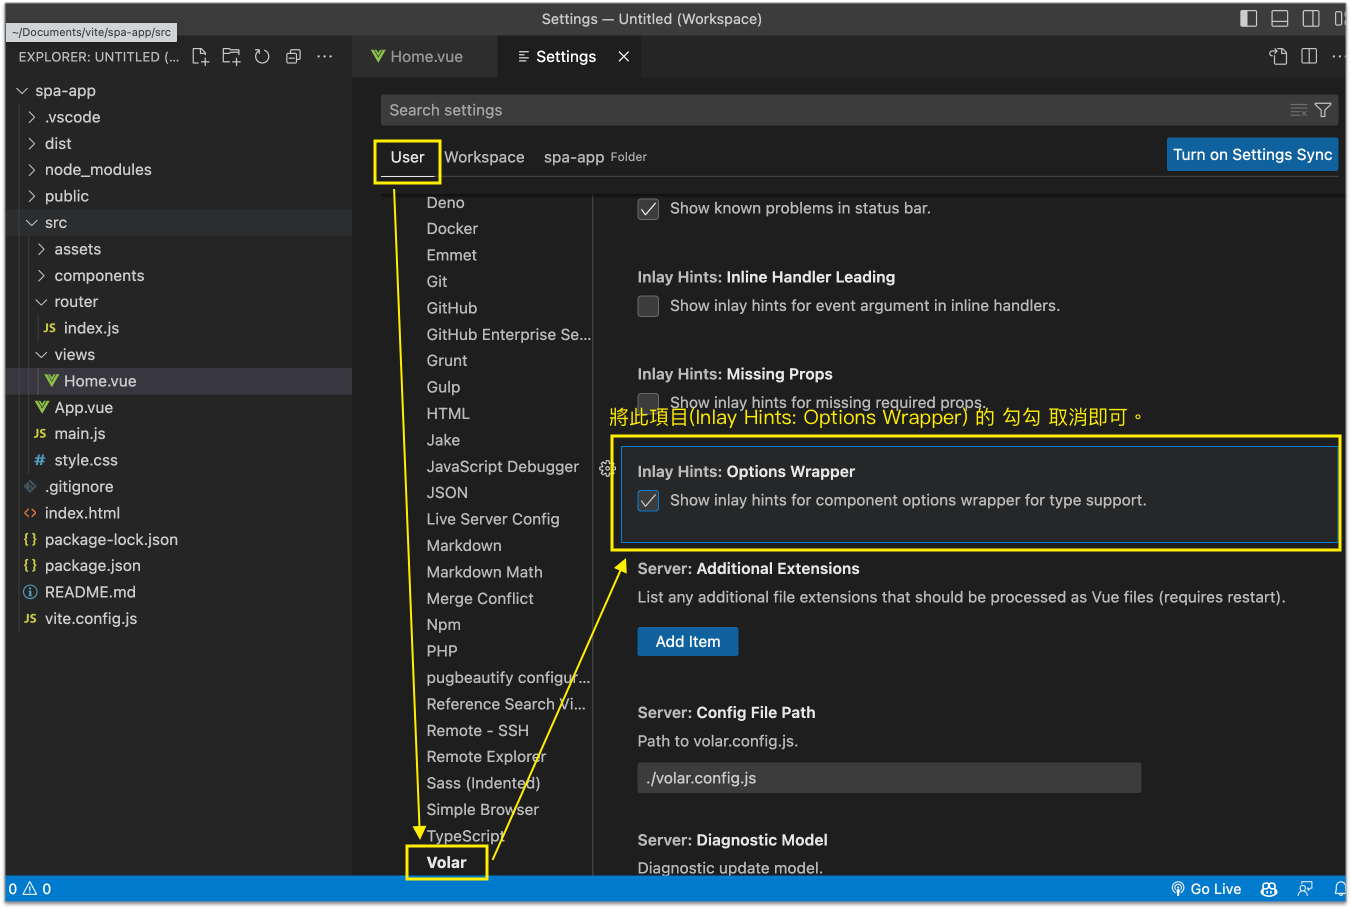 Settings — Untitled (Workspace)
~/Documents/vite/spa-app/src
EXPLORER: UNTITLED (...
Home.vue
Settings
spa-app
.vscode
dist
node_modules
public
src
assets
components
router
JS index.js
views
Home.vue
App.vue
JS main.js
# style.css
.gitignore
<> index.html
{} package-lock.json
{} package.json
README.md
JS vite.config.js
Search settings
User
Workspace
spa-app Folder
Turn on Settings Sync
Deno
Docker
Emmet
Git
GitHub
GitHub Enterprise Se...
Grunt
Gulp
HTML
Jake
JavaScript Debugger
JSON
Live Server Config
Markdown
Markdown Math
Merge Conflict
Npm
PHP
pugbeautify configur...
Reference Search Vi...
Remote - SSH
Remote Explorer
Sass (Indented)
Simple Browser
TypeScript
Volar
Show known problems in status bar.
Inlay Hints: Inline Handler Leading
Show inlay hints for event argument in inline handlers.
Inlay Hints: Missing Props
Show inlay hints for missing required props.
將此項目(Inlay Hints: Options Wrapper) 的 勾勾 取消即可。
Inlay Hints: Options Wrapper
Show inlay hints for component options wrapper for type support.
Server: Additional Extensions
List any additional file extensions that should be processed as Vue files (requires restart).
Add Item
Server: Config File Path
Path to volar.config.js.
./volar.config.js
Server: Diagnostic Model
Diagnostic update model.
0 0
Go Live